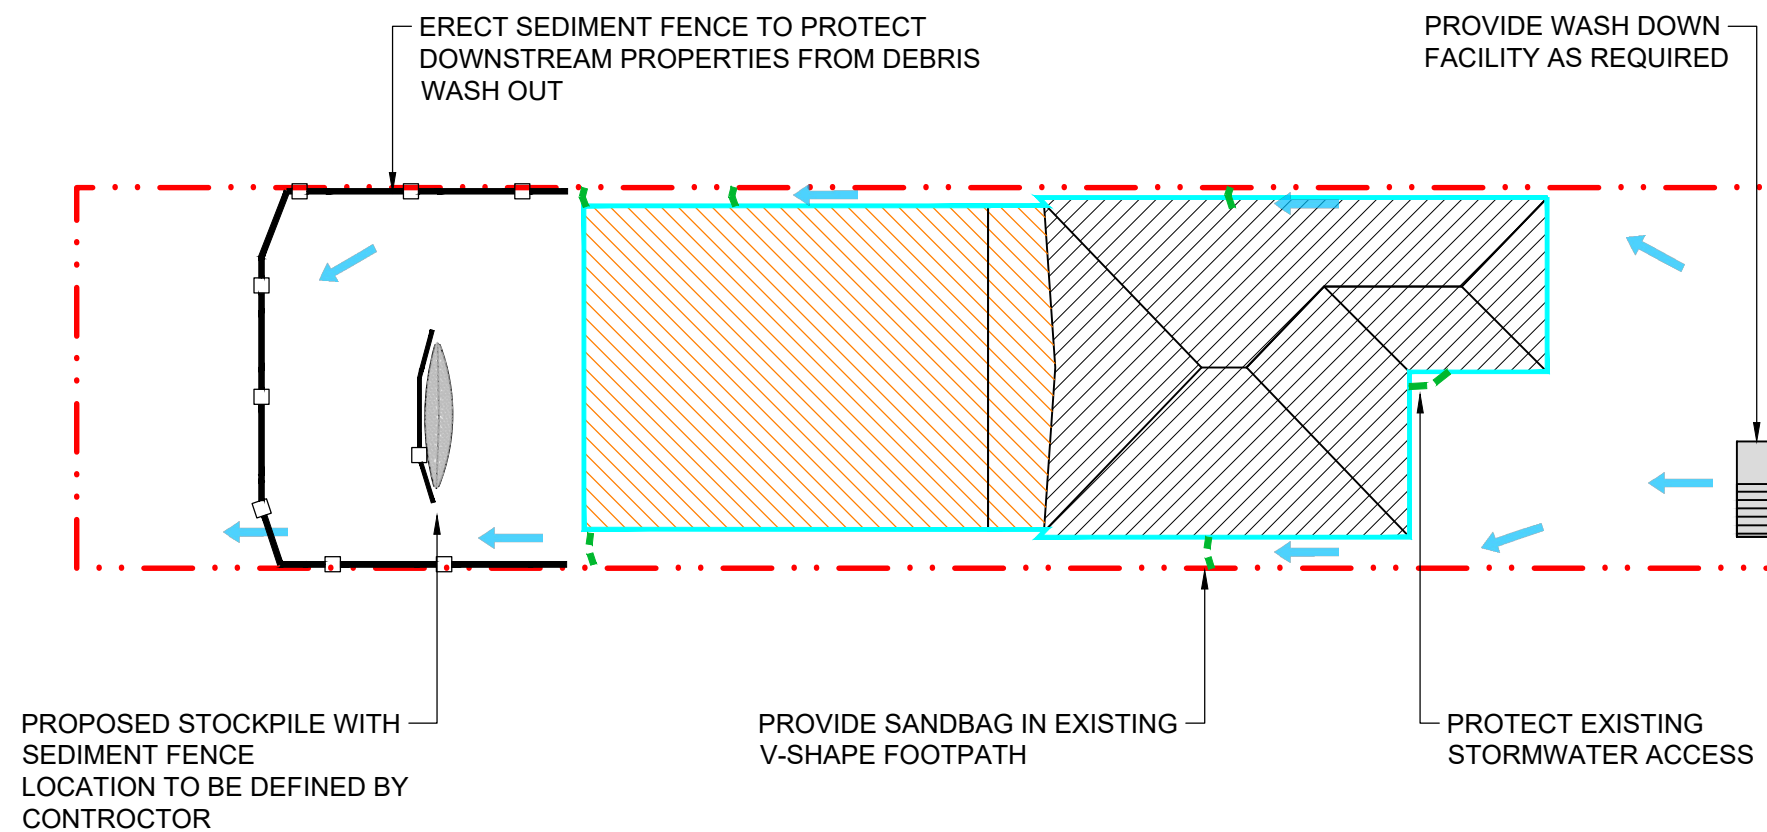 ERECT SEDIMENT FENCE TO PROTECT
DOWNSTREAM PROPERTIES FROM DEBRIS
WASH OUT
PROVIDE WASH DOWN
FACILITY AS REQUIRED
PROPOSED STOCKPILE WITH
SEDIMENT FENCE
LOCATION TO BE DEFINED BY
CONTROCTOR
PROVIDE SANDBAG IN EXISTING
V-SHAPE FOOTPATH
PROTECT EXISTING
STORMWATER ACCESS